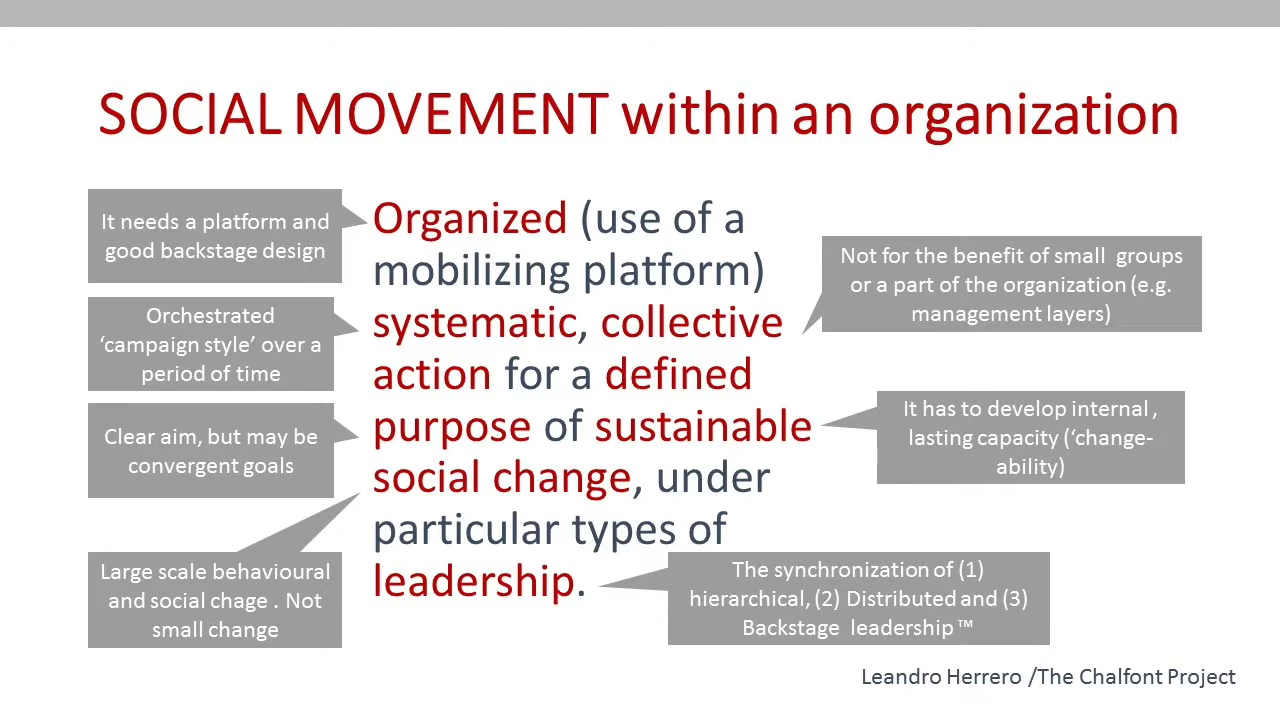 SOCIAL MOVEMENT within an organization
It needs a platform and
good backstage design
Orchestrated
‘campaign style’ over a
period of time
Clear aim, but may be
convergent goals
Large scale behavioural
and social chage . Not
small change
Organized (use of a
mobilizing platform)
systematic, collective
action for a defined
purpose of sustainable
social change, under
particular types of
leadership.
Not for the benefit of small groups
or a part of the organization (e.g.
management layers)
It has to develop internal ,
lasting capacity (‘change-
ability)
The synchronization of (1)
hierarchical, (2) Distributed and (3)
Backstage leadership™
Leandro Herrero /The Chalfont Project